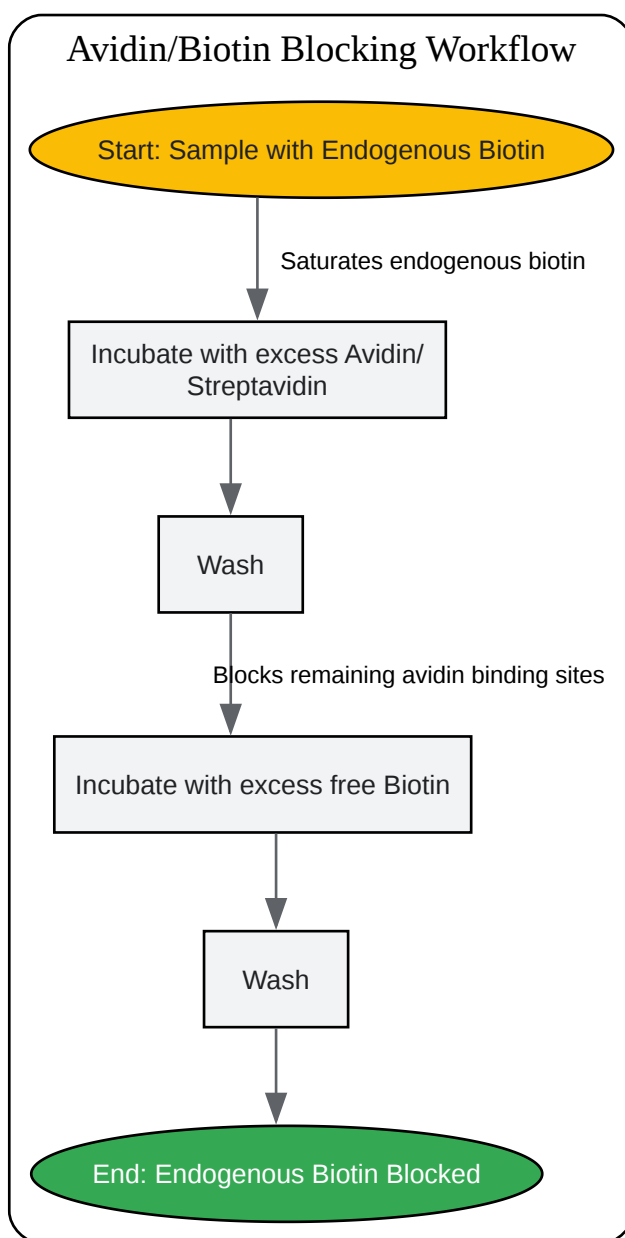 Avidin/Biotin Blocking Workflow
Start: Sample with Endogenous Biotin
Saturates endogenous biotin
Incubate with excess Avidin/
Streptavidin
Wash
Blocks remaining avidin binding sites
Incubate with excess free Biotin
Wash
End: Endogenous Biotin Blocked